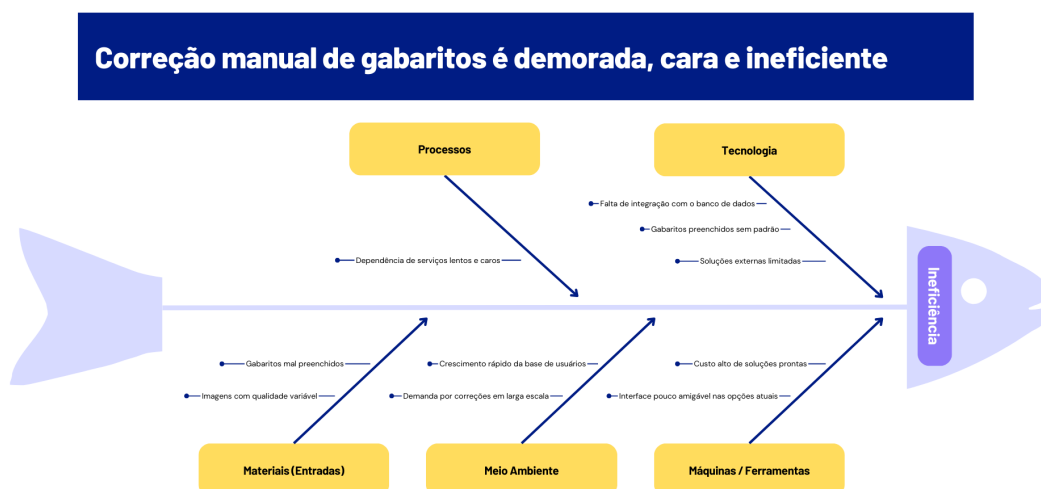 Correção manual de gabaritos é demorada, cara e ineficiente
Processos
Tecnologia
Falta de integração com o banco de dados
Gabaritos preenchidos sem padrão
Dependência de serviços lentos e caros
Soluções externas limitadas
Ineficiência
Gabaritos mal preenchidos
Crescimento rápido da base de usuários
Custo alto de soluções prontas
Imagens com qualidade variável
Demanda por correções em larga escala
Interface pouco amigável nas opções atuais
Materiais (Entradas)
Meio Ambiente
Máquinas / Ferramentas